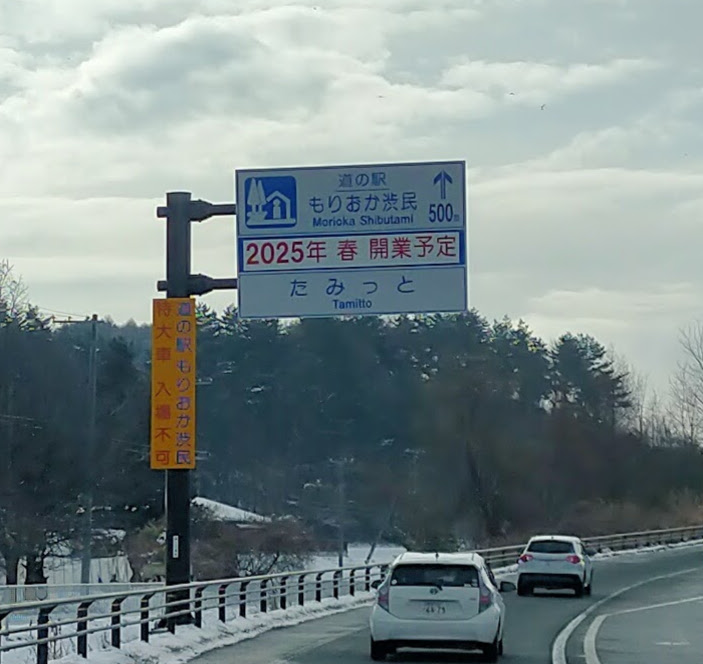 道の駅
もりおか渋民
Morioka Shibutami
500m
2025年 春 開業予定
たみっと
Tamitto
道の駅 もりおか渋民
特大車 入場不可